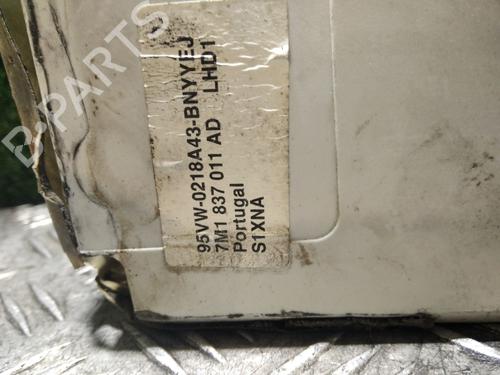 95VW-0218A43-BNYYEJ
7M1 837 011 AD LHD1
Portugal
S1XNA
B-PARTS